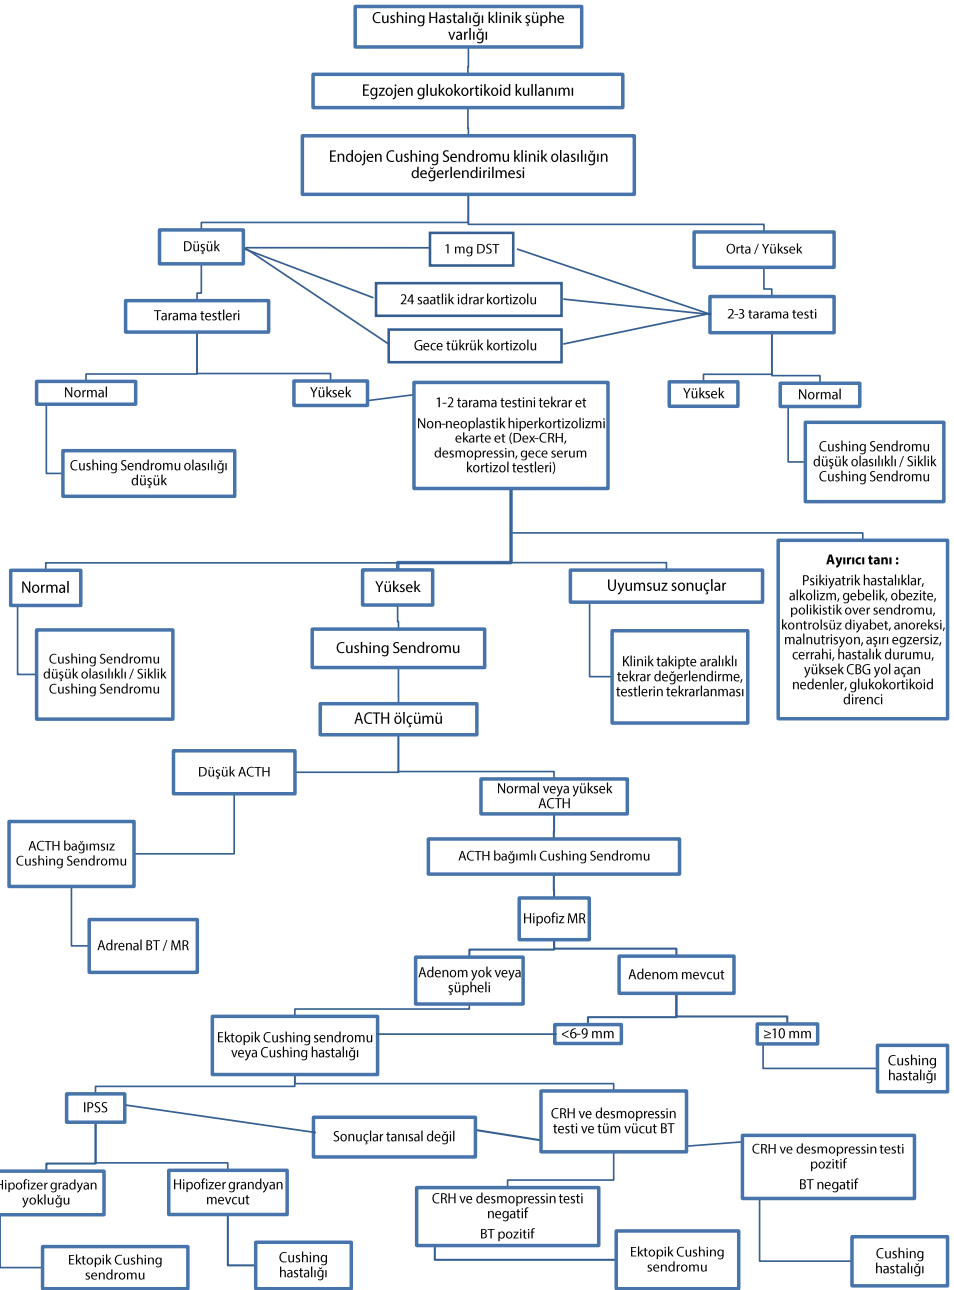 Cushing Hastalığı klinik şüphe
varlığı
Egzojen glukokortikoid kullanımı
Endojen Cushing Sendromu klinik olasılığın
değerlendirilmesi
Düşük
1 mg DST
Orta / Yüksek
24 saatlik idrar kortizolu
Tarama testleri
2-3 tarama testi
Gece tükrük kortizolu
Normal
Yüksek
1-2 tarama testini tekrar et
Non-neoplastik hiperkortizolizmi
ekarte et (Dex-CRH,
desmopressin, gece serum
kortizol testleri)
Yüksek
Normal
Cushing Sendromu olasılığı
düşük
Cushing Sendromu
düşük olasılıklı / Siklik
Cushing Sendromu
Normal
Yüksek
Uyumsuz sonuçlar
Ayırıcı tanı :
Psikiyatrik hastalıklar,
alkolizm, gebelik, obezite,
polikistik over sendromu,
kontrolsüz diyabet, anoreksi,
malnutrisyon, aşırı egzersiz,
cerrahi, hastalık durumu,
yüksek CBG yol açan
nedenler, glukokortikoid
direnci
Cushing Sendromu
düşük olasılıklı / Siklik
Cushing Sendromu
Cushing Sendromu
Klinik takipte aralıklı
tekrar değerlendirme,
testlerin tekrarlanması
ACTH ölçümü
Düşük ACTH
Normal veya yüksek
ACTH
ACTH bağımsız
Cushing Sendromu
ACTH bağımlı Cushing Sendromu
Adrenal BT / MR
Hipofiz MR
Adenom yok veya
şüpheli
Adenom mevcut
Ektopik Cushing sendromu
veya Cushing hastalığı
<6-9 mm
≥10 mm
Cushing
hastalığı
IPSS
Sonuçlar tanısal değil
CRH ve desmopressin
testi ve tüm vücut BT
CRH ve desmopressin testi
pozitif
BT negatif
Hipofizer gradyan
yokluğu
Hipofizer grandyan
mevcut
CRH ve desmopressin testi
negatif
BT pozitif
Ektopik Cushing
sendromu
Cushing
hastalığı
Ektopik Cushing
sendromu
Cushing
hastalığı